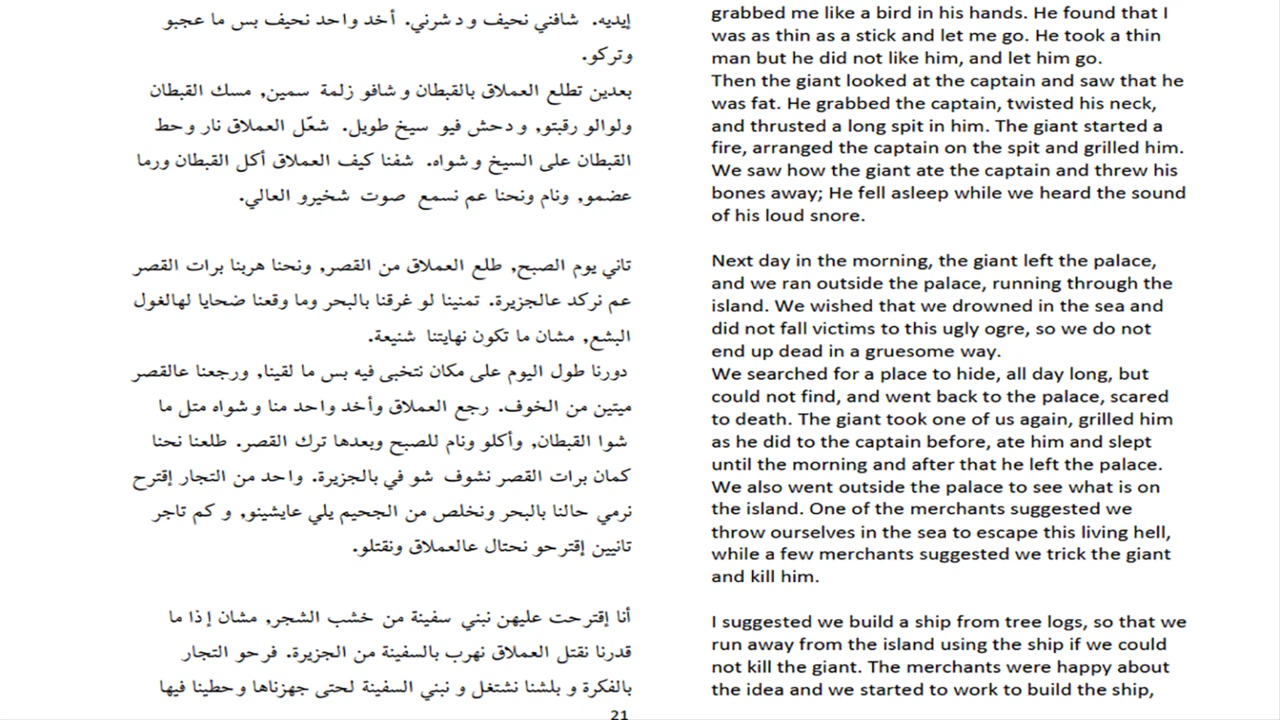 إيديه. شافني نحيف و دشرني. أخد واحد نحيف بس ما عجبو
وتركو.
بعدين تطلع العملاق بالقبطان و شافو زلمة سمين, مسك القبطان
ولوالو رقبتو, و دحش فيو سيخ طويل. شعّل العملاق نار وحط
القبطان على السيخ و شواه. شفنا كيف العملاق أكل القبطان ورما
عضمو, ونام ونحنا عم نسمع صوت شخيرو العالي.
تاني يوم الصبح, طلع العملاق من القصر, ونحنا هربنا برات القصر
عم نركد عالجزيرة. تمنينا لو غرقنا بالبحر وما وقعنا ضحايا لهالغول
البشع, مشان ما تكون نهايتنا شنيعة.
دورنا طول اليوم على مكان نتخبى فيه بس ما لقينا, ورجعنا عالقصر
ميتين من الخوف. رجع العملاق وأخد واحد منا و شواه متل ما
شوا القبطان, وأكلو ونام للصبح وبعدها ترك القصر. طلعنا نحنا
كمان برات القصر نشوف شو في بالجزيرة. واحد من التجار إقترح
نرمي حالنا بالبحر ونخلص من الجحيم يلي عايشينو, و كم تاجر
تانيين إقترحو نحتال عالعملاق ونقتلو.
أنا إقترحت عليهن نبني سفينة من خشب الشجر, مشان إذا ما
قدرنا نقتل العملاق نهرب بالسفينة من الجزيرة. فرحو التجار
بالفكرة و بلشنا نشتغل و نبني السفينة لحتى جهزناها وحطينا فيها
grabbed me like a bird in his hands. He found that I
was as thin as a stick and let me go. He took a thin
man but he did not like him, and let him go.
Then the giant looked at the captain and saw that he
was fat. He grabbed the captain, twisted his neck,
and thrusted a long spit in him. The giant started a
fire, arranged the captain on the spit and grilled him.
We saw how the giant ate the captain and threw his
bones away; He fell asleep while we heard the sound
of his loud snore.
Next day in the morning, the giant left the palace,
and we ran outside the palace, running through the
island. We wished that we drowned in the sea and
did not fall victims to this ugly ogre, so we do not
end up dead in a gruesome way.
We searched for a place to hide, all day long, but
could not find, and went back to the palace, scared
to death. The giant took one of us again, grilled him
as he did to the captain before, ate him and slept
until the morning and after that he left the palace.
We also went outside the palace to see what is on
the island. One of the merchants suggested we
throw ourselves in the sea to escape this living hell,
while a few merchants suggested we trick the giant
and kill him.
I suggested we build a ship from tree logs, so that we
run away from the island using the ship if we could
not kill the giant. The merchants were happy about
the idea and we started to work to build the ship,
21